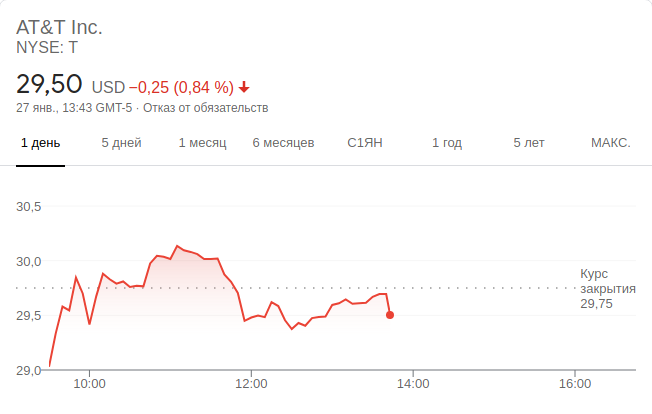 AT&T Inc.
NYSE: T
29,50 USD −0,25 (0,84 %)
27 янв., 13:43 GMT-5 · Отказ от обязательств
1 день 5 дней 1 месяц 6 месяцев С1ЯН 1 год 5 лет МАКС.
30,5
30,0
29,5
29,0
Курс
закрытия
29,75
10:00 12:00 14:00 16:00